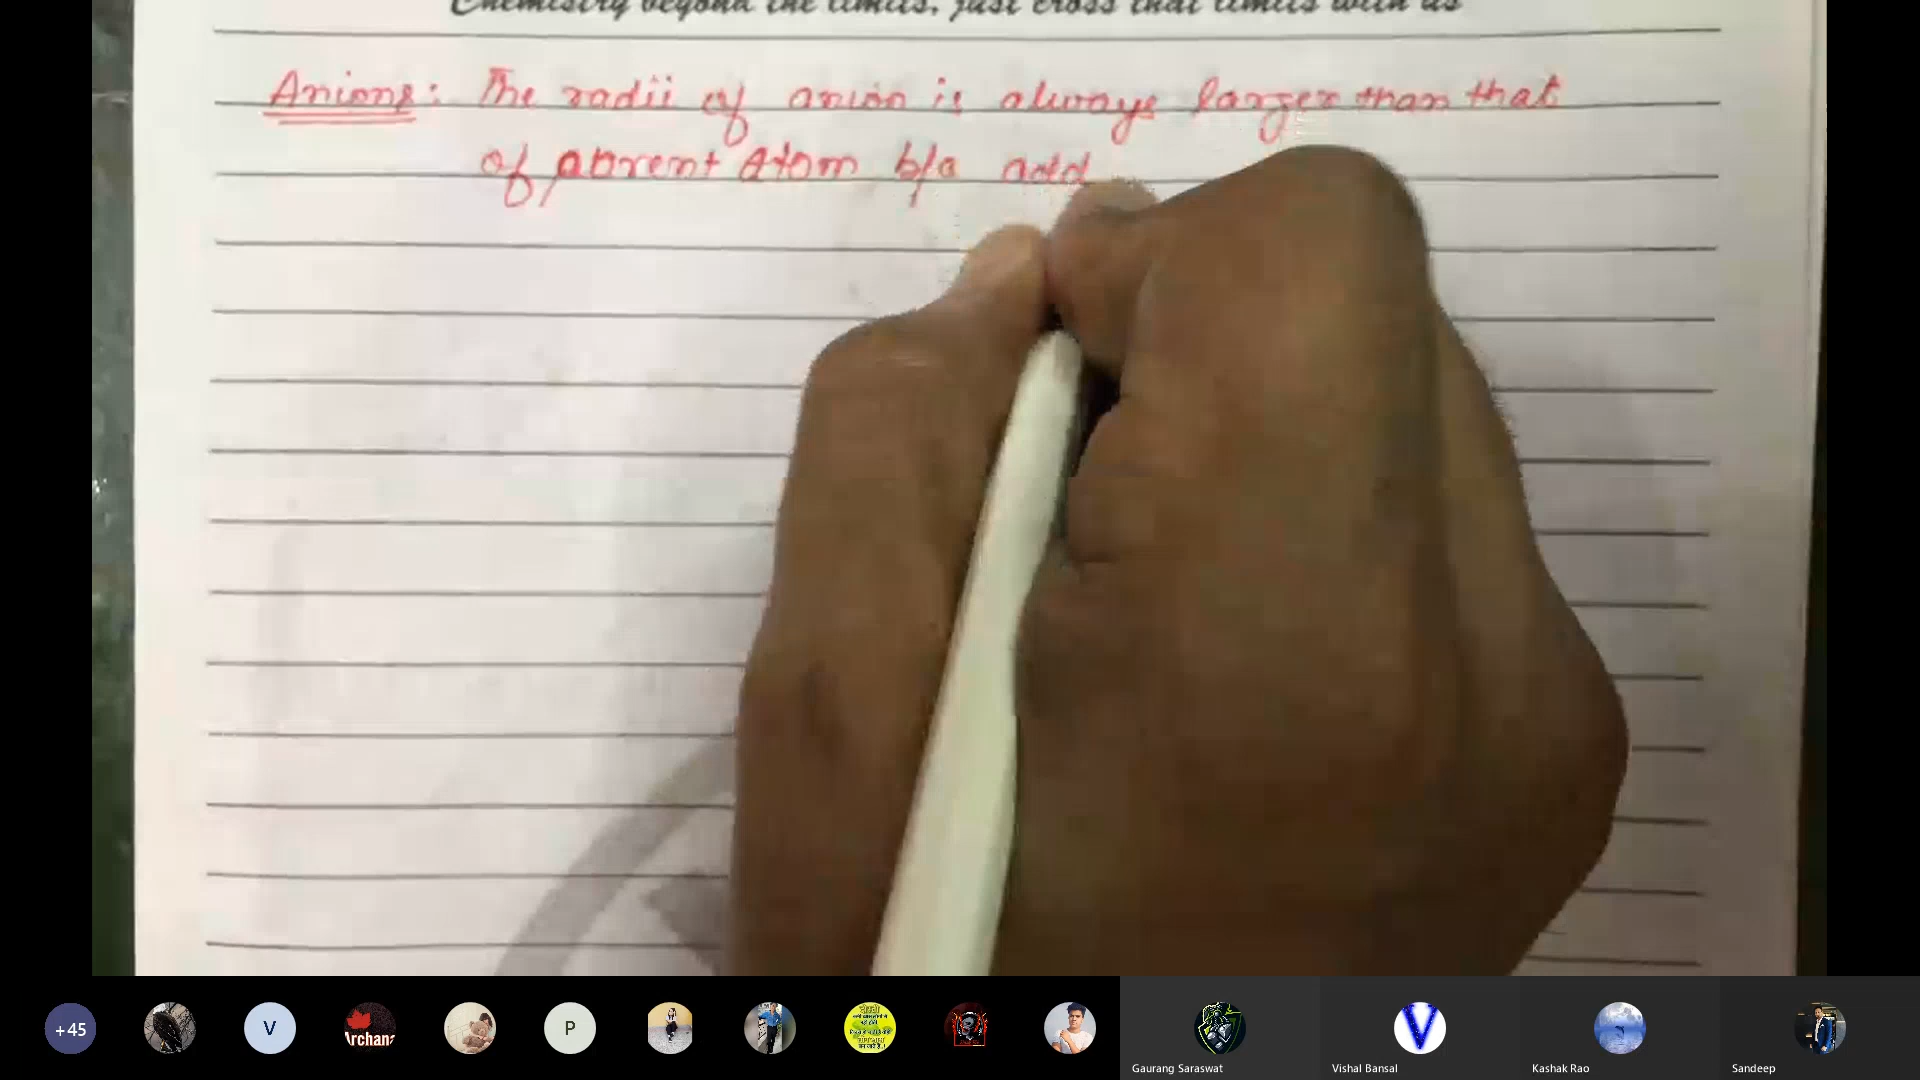 Chemistry beyond the limits, just cross that limits with us
Anions: The radii of anion is always larger than that
of parent Atom b/a add
+45
V
Archana
P
V
Gaurang Saraswat
Vishal Bansal
Kashak Rao
Sandeep